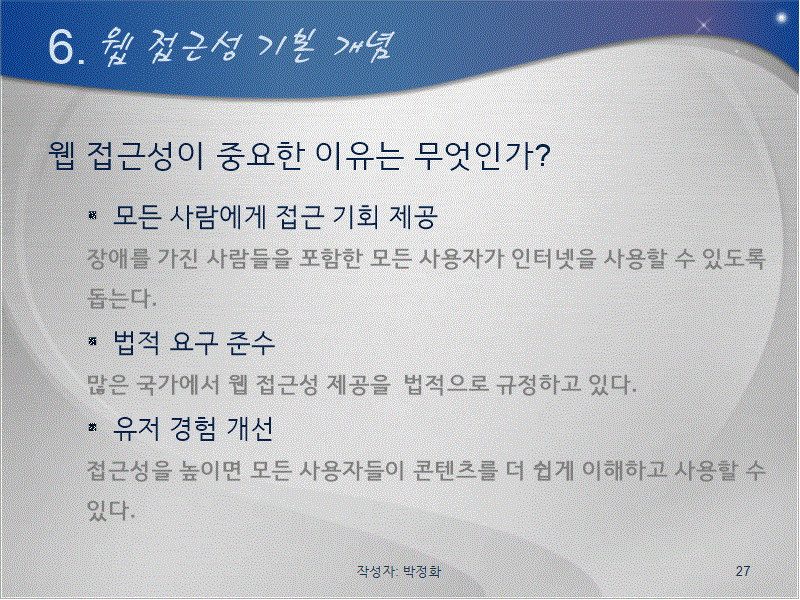 6. 웹 접근성 기본 개념
웹 접근성이 중요한 이유는 무엇인가?
모든 사람에게 접근 기회 제공
장애를 가진 사람들을 포함한 모든 사용자가 인터넷을 사용할 수 있도록
돕는다.
법적 요구 준수
많은 국가에서 웹 접근성 제공을 법적으로 규정하고 있다.
유저 경험 개선
접근성을 높이면 모든 사용자들이 콘텐츠를 더 쉽게 이해하고 사용할 수
있다.
작성자: 박정화
27